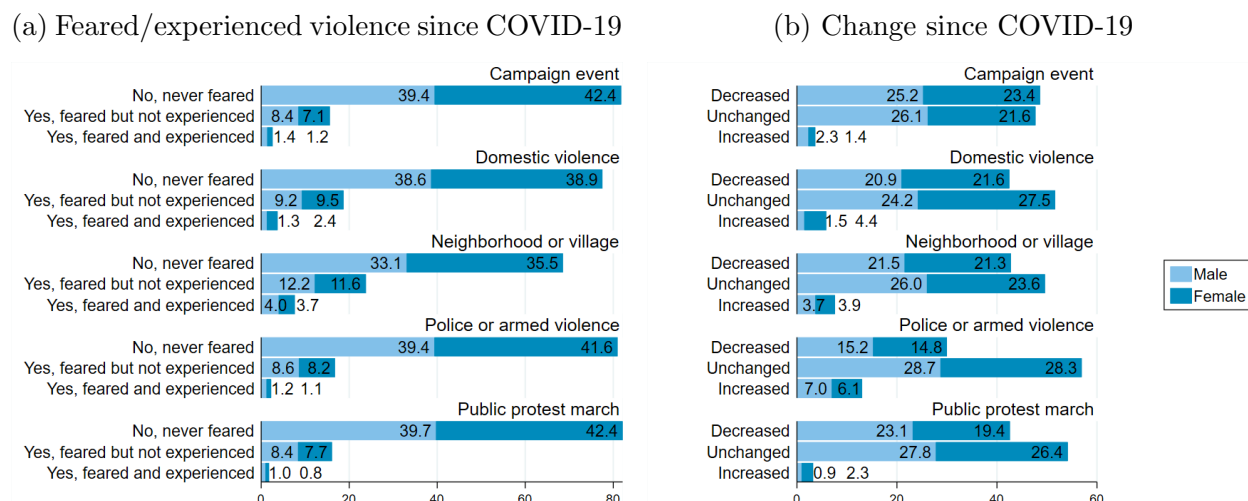 (a) Feared/experienced violence since COVID-19
Campaign event
No, never feared 39.4 42.4
Yes, feared but not experienced 8.4 7.1
Yes, feared and experienced 1.4 1.2
Domestic violence
No, never feared 38.6 38.9
Yes, feared but not experienced 9.2 9.5
Yes, feared and experienced 1.3 2.4
Neighborhood or village
No, never feared 33.1 35.5
Yes, feared but not experienced 12.2 11.6
Yes, feared and experienced 4.0 3.7
Police or armed violence
No, never feared 39.4 41.6
Yes, feared but not experienced 8.6 8.2
Yes, feared and experienced 1.2 1.1
Public protest march
No, never feared 39.7 42.4
Yes, feared but not experienced 8.4 7.7
Yes, feared and experienced 1.0 0.8
0 20 40 60 80
(b) Change since COVID-19
Campaign event
Decreased 25.2 23.4
Unchanged 26.1 21.6
Increased 2.3 1.4
Domestic violence
Decreased 20.9 21.6
Unchanged 24.2 27.5
Increased 1.5 4.4
Neighborhood or village
Decreased 21.5 21.3
Unchanged 26.0 23.6
Increased 3.7 3.9
Police or armed violence
Decreased 15.2 14.8
Unchanged 28.7 28.3
Increased 7.0 6.1
Public protest march
Decreased 23.1 19.4
Unchanged 27.8 26.4
Increased 0.9 2.3
0 20 40 60
Male
Female